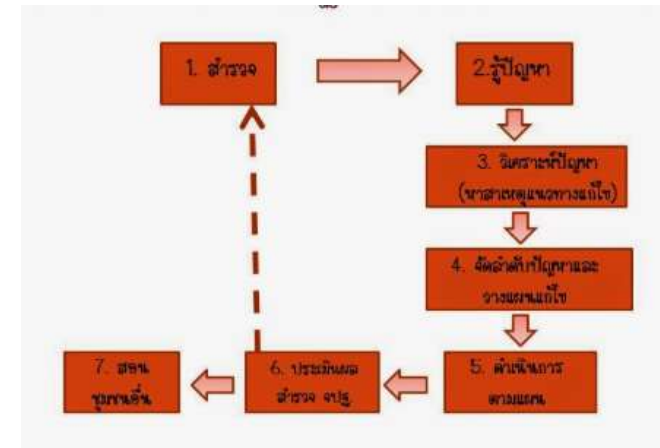 1. สำรวจ
2.รู้ปัญหา
3. วิเคราะห์ปัญหา
(หาสาเหตุแนวทางแก้ไข)
4. จัดลำดับปัญหาและ
วางแผนแก้ไข
5. ดำเนินการ
ตามแผน
6. ประเมินผล
สำรวจ จปฐ.
7. สอน
ชุมชนอื่น